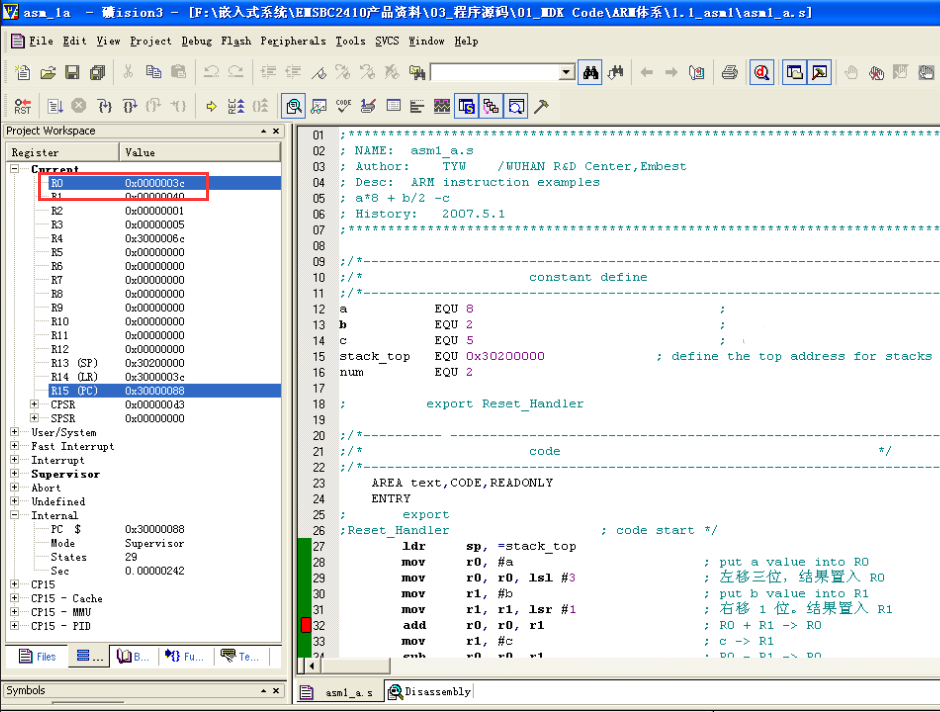 asm_1a - 礦ision3 - [F:\嵌入式系统\EMSBC2410产品资料\03_程序源码\01_MDK Code\ARM体系\1.1_asm1\asm1_a.s]
File Edit View Project Debug Flash Peripherals Tools SVCS Window Help
Project Workspace
Register Value
Current
R0 0x0000003c
R1 0x00000040
R2 0x00000001
R3 0x00000005
R4 0x3000006c
R5 0x00000000
R6 0x00000000
R7 0x00000000
R8 0x00000000
R9 0x00000000
R10 0x00000000
R11 0x00000000
R12 0x00000000
R13 (SP) 0x30200000
R14 (LR) 0x3000003c
R15 (PC) 0x30000088
CPSR 0x000000d3
SPSR 0x00000000
User/System
Fast Interrupt
Interrupt
Supervisor
Abort
Undefined
Internal
PC $ 0x30000088
Mode Supervisor
States 29
Sec 0.00000242
CP15
CP15 - Cache
CP15 - MMU
CP15 - PID
Files ... B... Fu... Te...
Symbols
01 ;****************************************************************************
02 ; NAME: asm1_a.s
03 ; Author: TYW /WUHAN R&D Center,Embest
04 ; Desc: ARM instruction examples
05 ; a*8 + b/2 -c
06 ; History: 2007.5.1
07 ;****************************************************************************
08
09 ;/*-------------------------------------------------------------------------
10 ;/* constant define
11 ;/*-------------------------------------------------------------------------
12 a EQU 8 ;
13 b EQU 2 ;
14 c EQU 5 ;
15 stack_top EQU 0x30200000 ; define the top address for stacks
16 num EQU 2
17
18 ; export Reset_Handler
19
20 ;/*---------- --------------------------------------------------------------
21 ;/* code */
22 ;/*-------------------------------------------------------------------------
23 AREA text,CODE,READONLY
24 ENTRY
25 ; export
26 ;Reset_Handler ; code start */
27 ldr sp, =stack_top
28 mov r0, #a ; put a value into R0
29 mov r0, r0, lsl #3 ; 左移三位, 结果置入 R0
30 mov r1, #b ; put b value into R1
31 mov r1, r1, lsr #1 ; 右移 1 位。结果置入 R1
32 add r0, r0, r1 ; R0 + R1 -> R0
33 mov r1, #c ; c -> R1
34 sub r0, r0, r1 ; R0 - R1 -> R0
asm1_a.s Disassembly